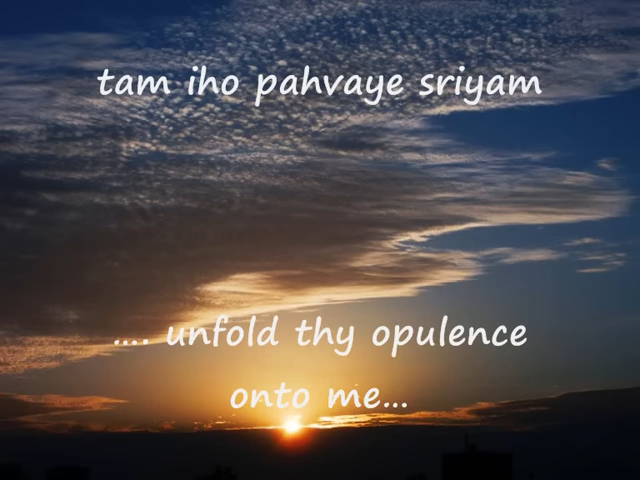 tam iho pahvaye sriyam
.... unfold thy opulence
onto me...